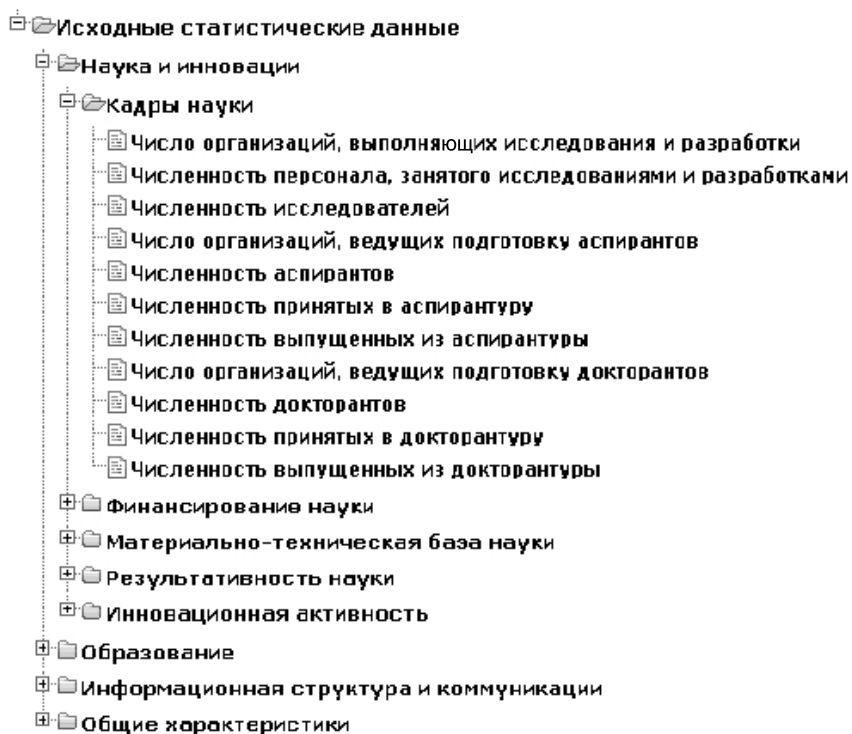 Исходные статистические данные
Наука и инновации
Кадры науки
Число организаций, выполняющих исследования и разработки
Численность персонала, занятого исследованиями и разработками
Численность исследователей
Число организаций, ведущих подготовку аспирантов
Численность аспирантов
Численность принятых в аспирантуру
Численность выпущенных из аспирантуры
Число организаций, ведущих подготовку докторантов
Численность докторантов
Численность принятых в докторантуру
Численность выпущенных из докторантуры
Финансирование науки
Материально-техническая база науки
Результативность науки
Инновационная активность
Образование
Информационная структура и коммуникации
Общие характеристики